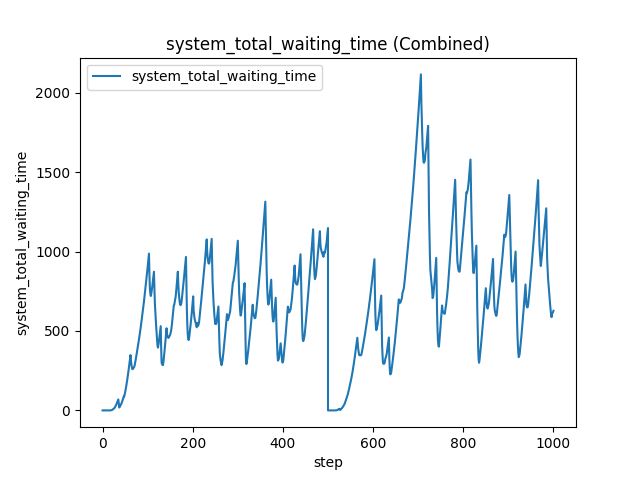 system_total_waiting_time (Combined)
system_total_waiting_time
system_total_waiting_time
2000
1500
1000
500
0
0 200 400 600 800 1000
step